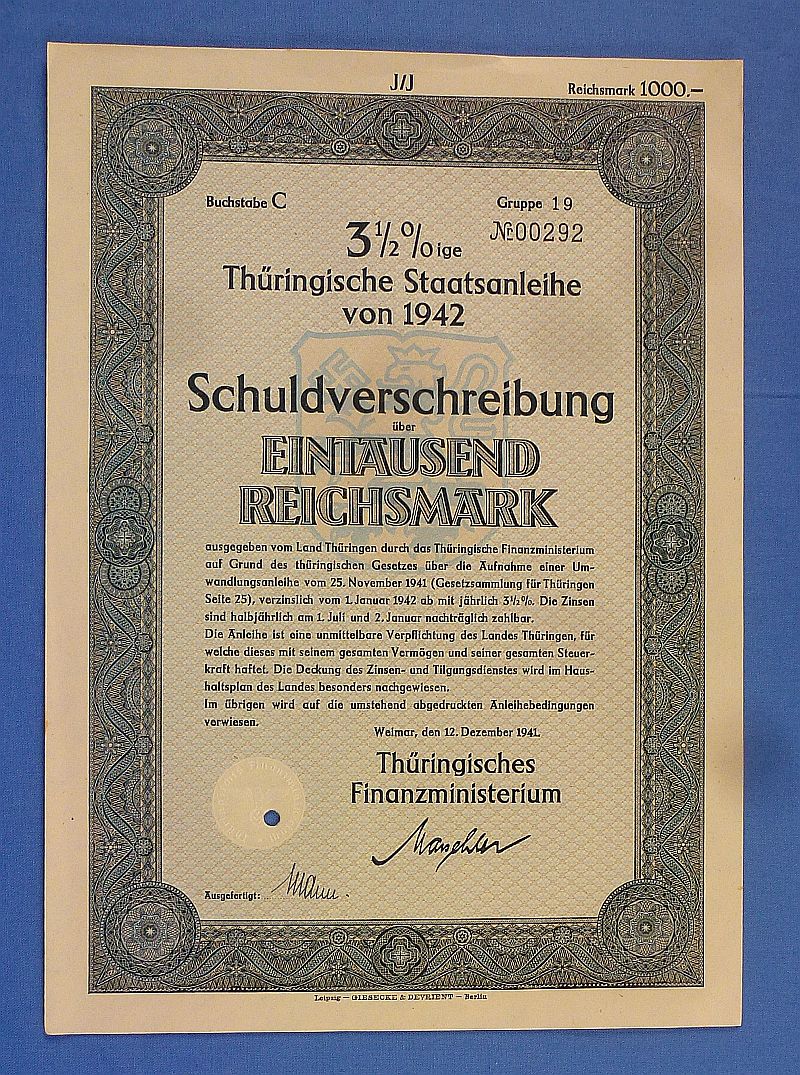 J/J
Reichsmark 1000.—
Buchstabe C
Gruppe 19
№ 00292
3½%ige
Thüringische Staatsanleihe
von 1942
Schuldverschreibung
über
EINTAUSEND
REICHSMARK
ausgegeben vom Land Thüringen durch das Thüringische Finanzministerium
auf Grund des thüringischen Gesetzes über die Aufnahme einer Um-
wandlungsanleihe vom 25. November 1941 (Gesetzsammlung für Thüringen
Seite 25), verzinslich vom 1. Januar 1942 ab mit jährlich 3½%. Die Zinsen
sind halbjährlich am 1. Juli und 2. Januar nachträglich zahlbar.
Die Anleihe ist eine unmittelbare Verpflichtung des Landes Thüringen, für
welche dieses mit seinem gesamten Vermögen und seiner gesamten Steuer-
kraft haftet. Die Deckung des Zinsen- und Tilgungsdienstes wird im Haus-
haltsplan des Landes besonders nachgewiesen.
Im übrigen wird auf die umstehend abgedruckten Anleihebedingungen
verwiesen.
Weimar, den 12. Dezember 1941.
Thüringisches
Finanzministerium
Ausgefertigt:
Leipzig — GIESECKE & DEVRIENT — Berlin